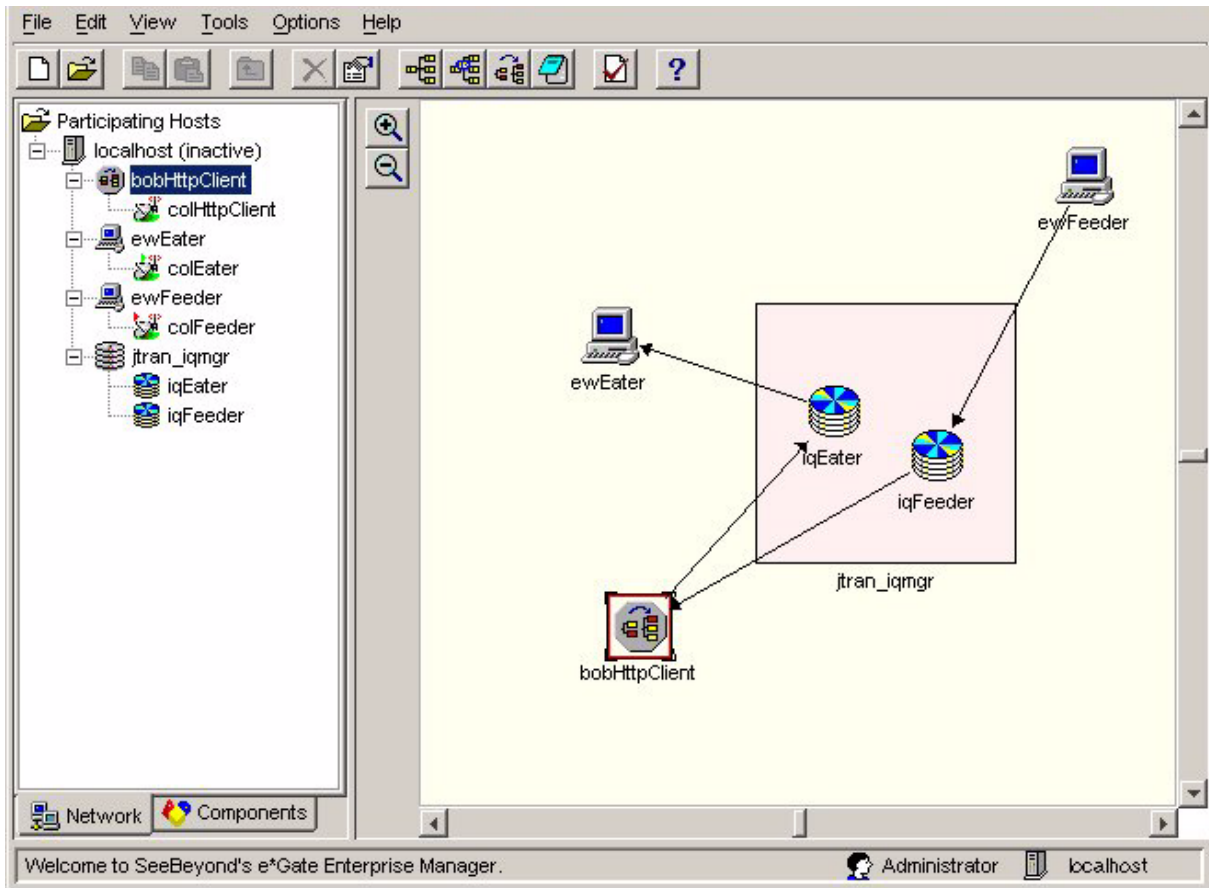 File Edit View Tools Options Help
?
Participating Hosts
localhost (inactive)
bobHttpClient
colHttpClient
ewEater
colEater
ewFeeder
colFeeder
jtran_iqmgr
iqEater
iqFeeder
ewFeeder
ewEater
iqEater
iqFeeder
jtran_iqmgr
bobHttpClient
Network Components
Welcome to SeeBeyond's e*Gate Enterprise Manager. Administrator localhost